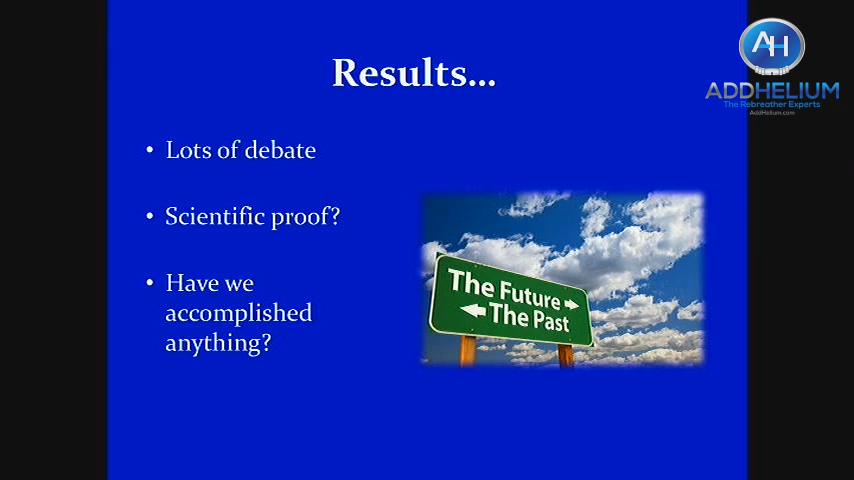 Results...
• Lots of debate
• Scientific proof?
• Have we
accomplished
anything?
The Future
The Past
AH
ADDHELIUM
The Rebreather Experts
AddHelium.com